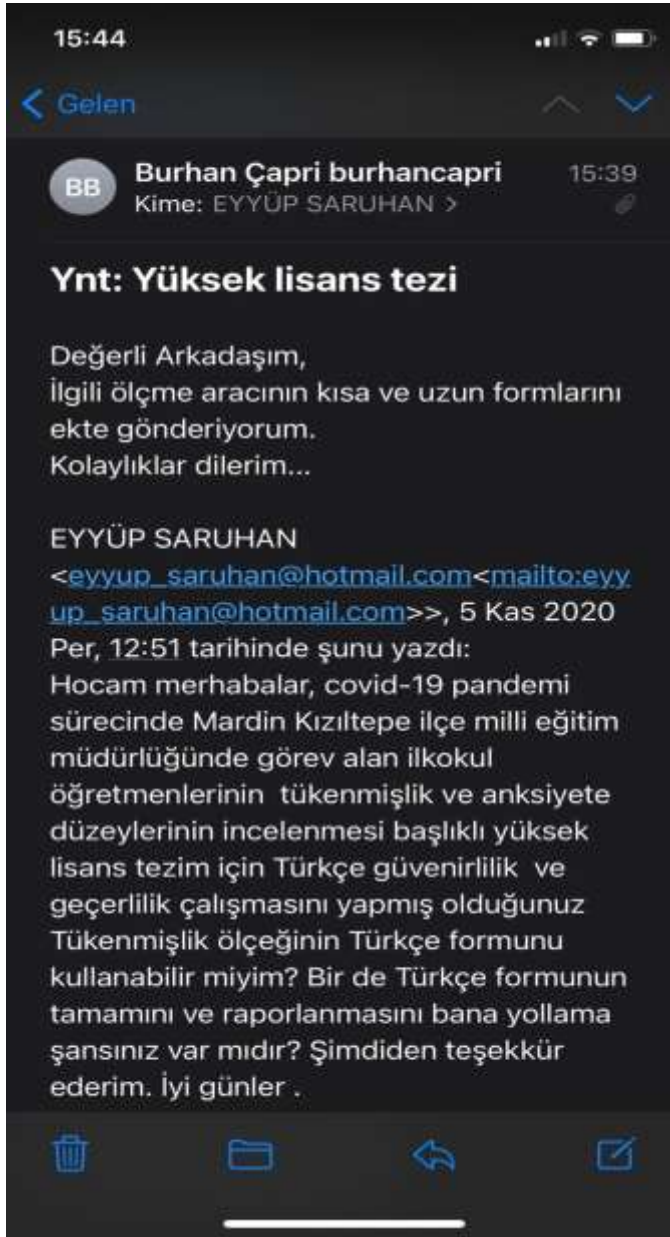 15:44
Gelen
BB
Burhan Çapri burhancapri
15:39
Kime: EYYÜP SARUHAN >
Ynt: Yüksek lisans tezi
Değerli Arkadaşım,
İlgili ölçme aracının kısa ve uzun formlarını
ekte gönderiyorum.
Kolaylıklar dilerim...
EYYÜP SARUHAN
<eyyup_saruhan@hotmail.com<mailto:eyy
up_saruhan@hotmail.com>>, 5 Kas 2020
Per, 12:51 tarihinde şunu yazdı:
Hocam merhabalar, covid-19 pandemi
sürecinde Mardin Kızıltepe ilçe milli eğitim
müdürlüğünde görev alan ilkokul
öğretmenlerinin tükenmişlik ve anksiyete
düzeylerinin incelenmesi başlıklı yüksek
lisans tezim için Türkçe güvenirlilik ve
geçerlilik çalışmasını yapmış olduğunuz
Tükenmişlik ölçeğinin Türkçe formunu
kullanabilir miyim? Bir de Türkçe formunun
tamamını ve raporlanmasını bana yollama
şansınız var mıdır? Şimdiden teşekkür
ederim. İyi günler .